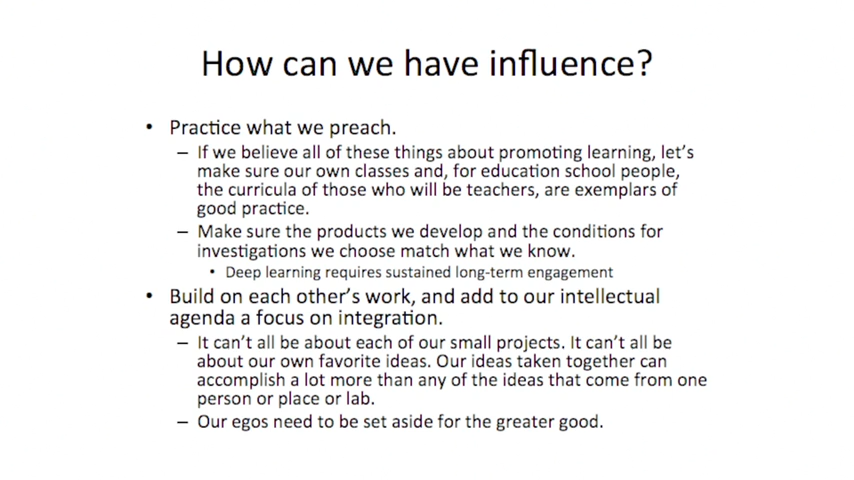 How can we have influence?
• Practice what we preach.
– If we believe all of these things about promoting learning, let's
make sure our own classes and, for education school people,
the curricula of those who will be teachers, are exemplars of
good practice.
– Make sure the products we develop and the conditions for
investigations we choose match what we know.
• Deep learning requires sustained long-term engagement
• Build on each other's work, and add to our intellectual
agenda a focus on integration.
– It can't all be about each of our small projects. It can't all be
about our own favorite ideas. Our ideas taken together can
accomplish a lot more than any of the ideas that come from one
person or place or lab.
– Our egos need to be set aside for the greater good.